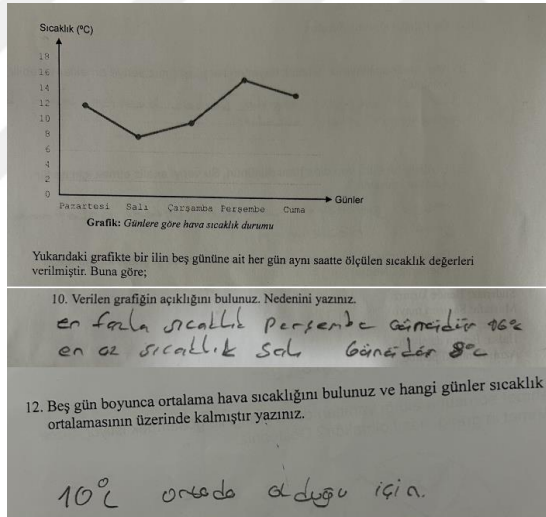 Sıcaklık (ºC)
18
16
14
12
10
8
6
4
2
0
Pazartesi Salı Çarşamba Perşembe Cuma
Günler
Grafik: Günlere göre hava sıcaklık durumu
Yukarıdaki grafikte bir ilin beş gününe ait her gün aynı saatte ölçülen sıcaklık değerleri
verilmiştir. Buna göre;
10. Verilen grafiğin açıklığını bulunuz. Nedenini yazınız.
en fazla sıcaklık Perşembe Günüdür 16ºc
en az sıcaklık Salı Günüdür 8ºc
12. Beş gün boyunca ortalama hava sıcaklığını bulunuz ve hangi günler sıcaklık
ortalamasının üzerinde kalmıştır yazınız.
10ºC ortada olduğu için.